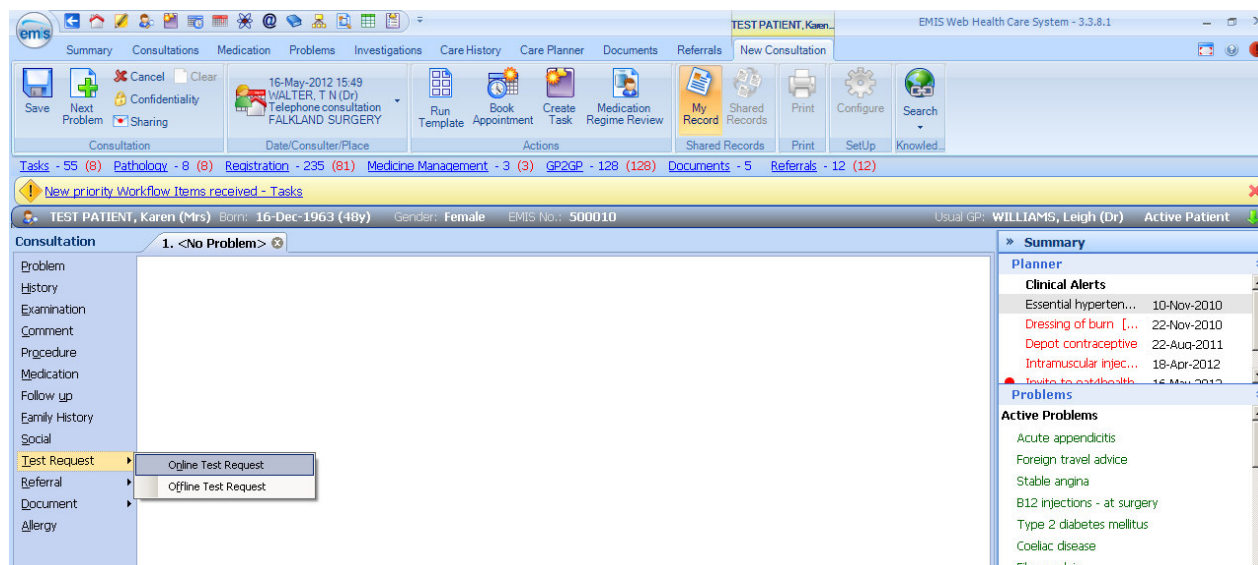 emis
TEST PATIENT, Karen...
EMIS Web Health Care System - 3.3.8.1
Summary Consultations Medication Problems Investigations Care History Care Planner Documents Referrals New Consultation
Save
Next Problem
Cancel Clear
Confidentiality
Sharing
16-May-2012 15:49
WALTER, T N (Dr)
Telephone consultation
FALKLAND SURGERY
Run Template
Book Appointment
Create Task
Medication Regime Review
My Record
Shared Records
Print
Configure
Search
Consultation Date/Consulter/Place Actions Shared Records Print SetUp Knowled...
Tasks - 55 (8) Pathology - 8 (8) Registration - 235 (81) Medicine Management - 3 (3) GP2GP - 128 (128) Documents - 5 Referrals - 12 (12)
New priority Workflow Items received - Tasks
TEST PATIENT, Karen (Mrs) Born: 16-Dec-1963 (48y) Gender: Female EMIS No.: 500010 Usual GP: WILLIAMS, Leigh (Dr) Active Patient
Consultation
1. <No Problem>
Problem
History
Examination
Comment
Procedure
Medication
Follow up
Family History
Social
Test Request
Referral
Document
Allergy
Online Test Request
Offline Test Request
» Summary
Planner
Clinical Alerts
Essential hyperten... 10-Nov-2010
Dressing of burn [... 22-Nov-2010
Depot contraceptive 22-Aug-2011
Intramuscular injec... 18-Apr-2012
Invite to eat4health 16-May-2012
Problems
Active Problems
Acute appendicitis
Foreign travel advice
Stable angina
B12 injections - at surgery
Type 2 diabetes mellitus
Coeliac disease